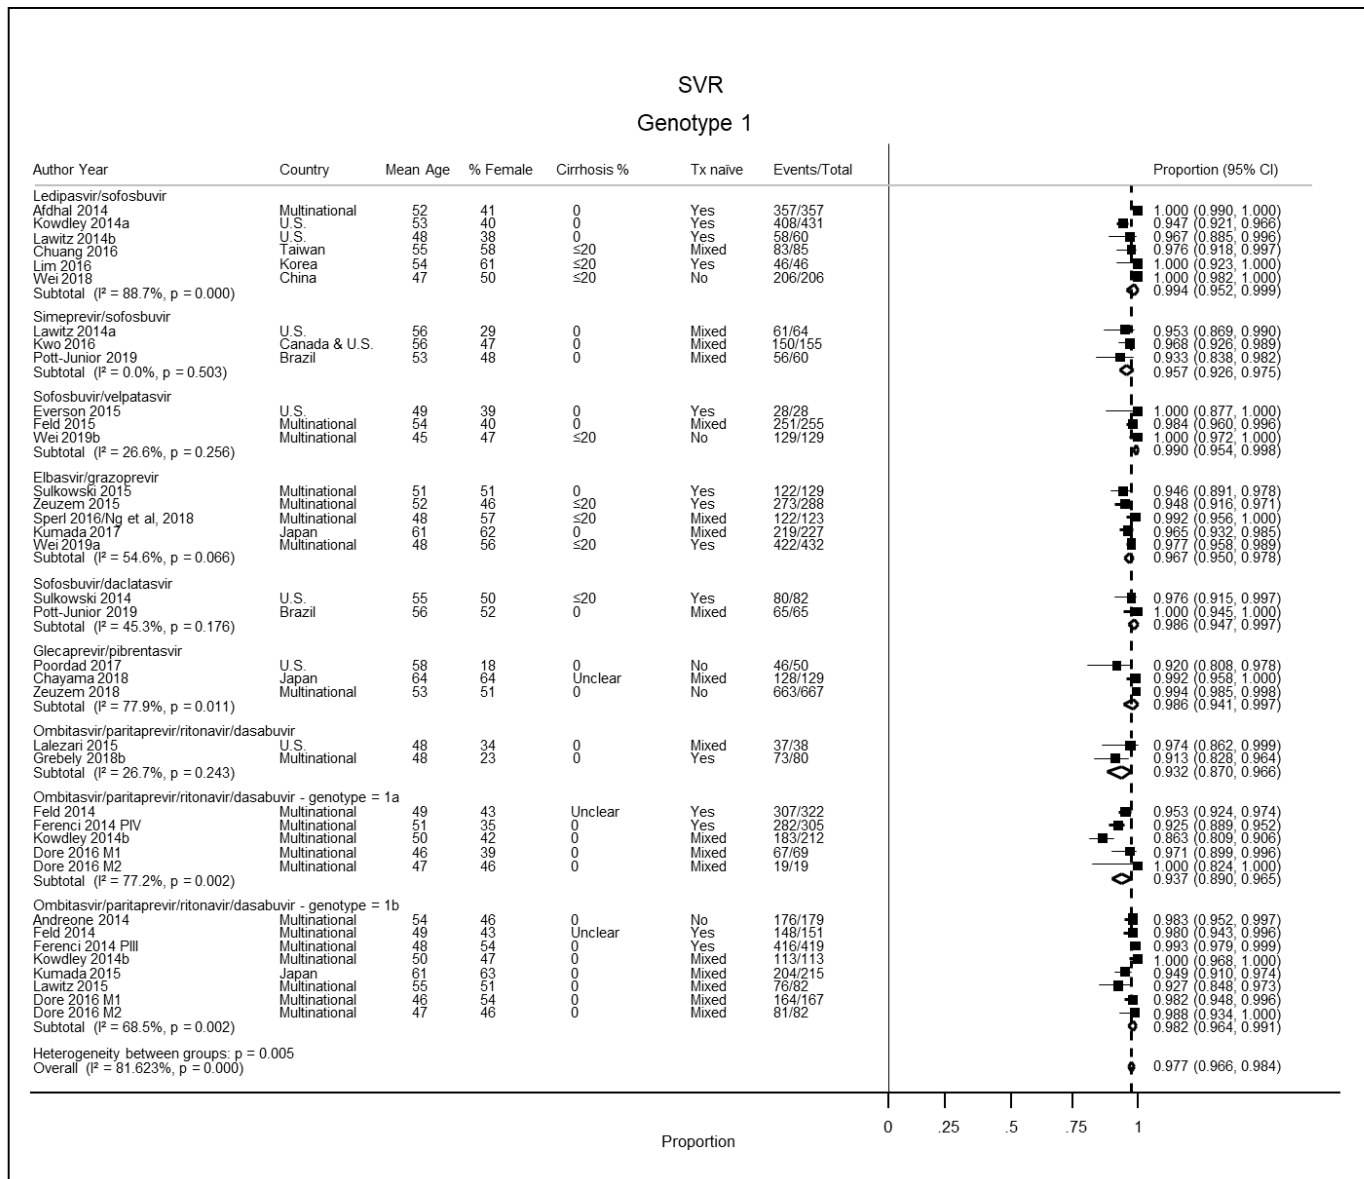 SVR
Genotype 1
Author Year Country Mean Age % Female Cirrhosis % Tx naïve Events/Total Proportion (95% CI)
Ledipasvir/sofosbuvir
Afdhal 2014 Multinational 52 41 0 Yes 357/357 1.000 (0.990, 1.000)
Kowdley 2014a U.S. 53 40 0 Yes 408/431 0.947 (0.921, 0.966)
Lawitz 2014b U.S. 48 38 0 Yes 58/60 0.967 (0.885, 0.996)
Chuang 2016 Taiwan 55 58 ≤20 Mixed 83/85 0.976 (0.918, 0.997)
Lim 2016 Korea 54 61 ≤20 Yes 46/46 1.000 (0.923, 1.000)
Wei 2018 China 47 50 ≤20 No 206/206 1.000 (0.982, 1.000)
Subtotal (I² = 88.7%, p = 0.000) 0.994 (0.952, 0.999)
Simeprevir/sofosbuvir
Lawitz 2014a U.S. 56 29 0 Mixed 61/64 0.953 (0.869, 0.990)
Kwo 2016 Canada & U.S. 56 47 0 Mixed 150/155 0.968 (0.926, 0.989)
Pott-Junior 2019 Brazil 53 48 0 Mixed 56/60 0.933 (0.838, 0.982)
Subtotal (I² = 0.0%, p = 0.503) 0.957 (0.926, 0.975)
Sofosbuvir/velpatasvir
Everson 2015 U.S. 49 39 0 Yes 28/28 1.000 (0.877, 1.000)
Feld 2015 Multinational 54 40 0 Mixed 251/255 0.984 (0.960, 0.996)
Wei 2019b Multinational 45 47 ≤20 No 129/129 1.000 (0.972, 1.000)
Subtotal (I² = 26.6%, p = 0.256) 0.990 (0.954, 0.998)
Elbasvir/grazoprevir
Sulkowski 2015 Multinational 51 51 0 Yes 122/129 0.946 (0.891, 0.978)
Zeuzem 2015 Multinational 52 46 ≤20 Yes 273/288 0.948 (0.916, 0.971)
Sperl 2016/Ng et al, 2018 Multinational 48 57 ≤20 Mixed 122/123 0.992 (0.956, 1.000)
Kumada 2017 Japan 61 62 0 Mixed 219/227 0.965 (0.932, 0.985)
Wei 2019a Multinational 48 56 ≤20 Yes 422/432 0.977 (0.958, 0.989)
Subtotal (I² = 54.6%, p = 0.066) 0.967 (0.950, 0.978)
Sofosbuvir/daclatasvir
Sulkowski 2014 U.S. 55 50 ≤20 Yes 80/82 0.976 (0.915, 0.997)
Pott-Junior 2019 Brazil 56 52 0 Mixed 65/65 1.000 (0.945, 1.000)
Subtotal (I² = 45.3%, p = 0.176) 0.986 (0.947, 0.997)
Glecaprevir/pibrentasvir
Poordad 2017 U.S. 58 18 0 No 46/50 0.920 (0.808, 0.978)
Chayama 2018 Japan 64 64 Unclear Mixed 128/129 0.992 (0.958, 1.000)
Zeuzem 2018 Multinational 53 51 0 No 663/667 0.994 (0.985, 0.998)
Subtotal (I² = 77.9%, p = 0.011) 0.986 (0.941, 0.997)
Ombitasvir/paritaprevir/ritonavir/dasabuvir
Lalezari 2015 U.S. 48 34 0 Mixed 37/38 0.974 (0.862, 0.999)
Grebely 2018b Multinational 48 23 0 Yes 73/80 0.913 (0.828, 0.964)
Subtotal (I² = 26.7%, p = 0.243) 0.932 (0.870, 0.966)
Ombitasvir/paritaprevir/ritonavir/dasabuvir - genotype = 1a
Feld 2014 Multinational 49 43 Unclear Yes 307/322 0.953 (0.924, 0.974)
Ferenci 2014 PIV Multinational 51 35 0 Yes 282/305 0.925 (0.889, 0.952)
Kowdley 2014b Multinational 50 42 0 Mixed 183/212 0.863 (0.809, 0.906)
Dore 2016 M1 Multinational 46 39 0 Mixed 67/69 0.971 (0.899, 0.996)
Dore 2016 M2 Multinational 47 46 0 Mixed 19/19 1.000 (0.824, 1.000)
Subtotal (I² = 77.2%, p = 0.002) 0.937 (0.890, 0.965)
Ombitasvir/paritaprevir/ritonavir/dasabuvir - genotype = 1b
Andreone 2014 Multinational 54 46 0 No 176/179 0.983 (0.952, 0.997)
Feld 2014 Multinational 49 43 Unclear Yes 148/151 0.980 (0.943, 0.996)
Ferenci 2014 PIII Multinational 48 54 0 Yes 416/419 0.993 (0.979, 0.999)
Kowdley 2014b Multinational 50 47 0 Mixed 113/113 1.000 (0.968, 1.000)
Kumada 2015 Japan 61 63 0 Mixed 204/215 0.949 (0.910, 0.974)
Lawitz 2015 Multinational 55 51 0 Mixed 76/82 0.927 (0.848, 0.973)
Dore 2016 M1 Multinational 46 54 0 Mixed 164/167 0.982 (0.948, 0.996)
Dore 2016 M2 Multinational 47 46 0 Mixed 81/82 0.988 (0.934, 1.000)
Subtotal (I² = 68.5%, p = 0.002) 0.982 (0.964, 0.991)
Heterogeneity between groups: p = 0.005
Overall (I² = 81.623%, p = 0.000) 0.977 (0.966, 0.984)
0 .25 .5 .75 1
Proportion